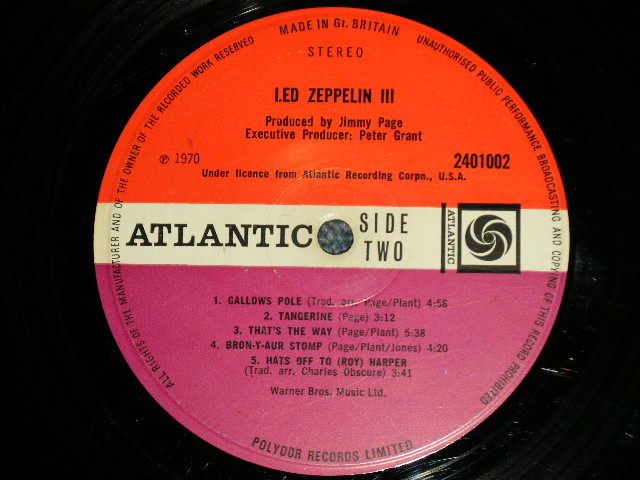 MADE IN Gt. BRITAIN
STEREO
LED ZEPPELIN III
Produced by Jimmy Page
Executive Producer: Peter Grant
℗ 1970
2401002
Under licence from Atlantic Recording Corpn., U.S.A.
ATLANTIC
SIDE
TWO
ATLANTIC
1. GALLOWS POLE (Trad. arr. Page/Plant) 4:58
2. TANGERINE (Page) 3:12
3. THAT'S THE WAY (Page/Plant) 5:38
4. BRON-Y-AUR STOMP (Page/Plant/Jones) 4:20
5. HATS OFF TO (ROY) HARPER
(Trad. arr. Charles Obscure) 3:41
Warner Bros. Music Ltd.
POLYDOR RECORDS LIMITED
ALL RIGHTS OF THE MANUFACTURER AND OF THE OWNER OF THE RECORDED WORK RESERVED
UNAUTHORISED PUBLIC PERFORMANCE BROADCASTING AND COPYING OF THIS RECORD PROHIBITED